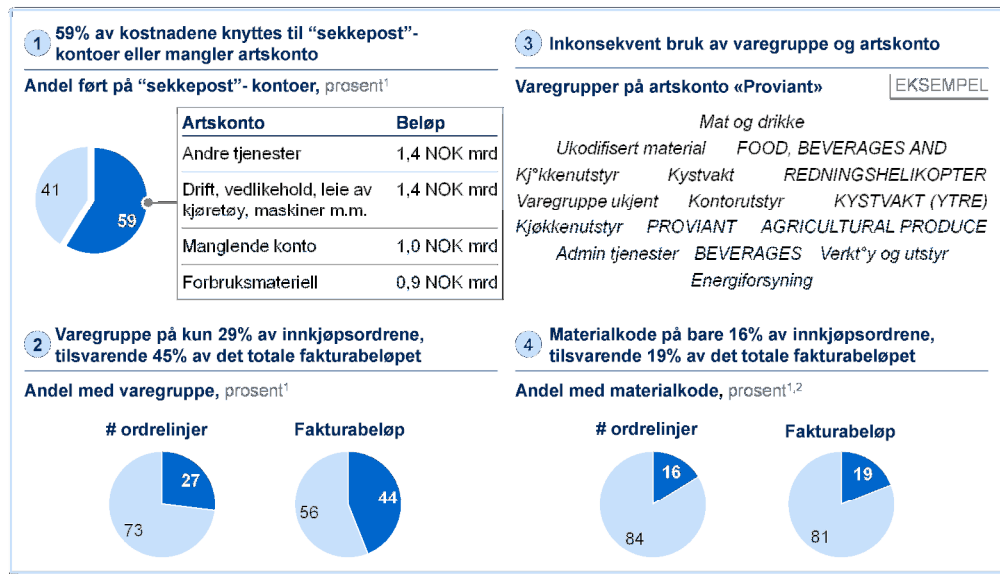 1
59% av kostnadene knyttes til “sekkepost”-
kontoer eller mangler artskonto
Andel ført på “sekkepost”- kontoer, prosent¹
41
59
Artskonto Beløp
Andre tjenester 1,4 NOK mrd
Drift, vedlikehold, leie av
kjøretøy, maskiner m.m. 1,4 NOK mrd
Manglende konto 1,0 NOK mrd
Forbruksmateriell 0,9 NOK mrd
2
Varegruppe på kun 29% av innkjøpsordrene,
tilsvarende 45% av det totale fakturabeløpet
Andel med varegruppe, prosent¹
# ordrelinjer Fakturabeløp
27
73
44
56
3
Inkonsekvent bruk av varegruppe og artskonto
Varegrupper på artskonto «Proviant» EKSEMPEL
Mat og drikke
Ukodifisert material FOOD, BEVERAGES AND
Kj°kkenutstyr Kystvakt REDNINGSHELIKOPTER
Varegruppe ukjent Kontorutstyr KYSTVAKT (YTRE)
Kjøkkenutstyr PROVIANT AGRICULTURAL PRODUCE
Admin tjenester BEVERAGES Verkt°y og utstyr
Energiforsyning
4
Materialkode på bare 16% av innkjøpsordrene,
tilsvarende 19% av det totale fakturabeløpet
Andel med materialkode, prosent¹,²
# ordrelinjer Fakturabeløp
16
84
19
81